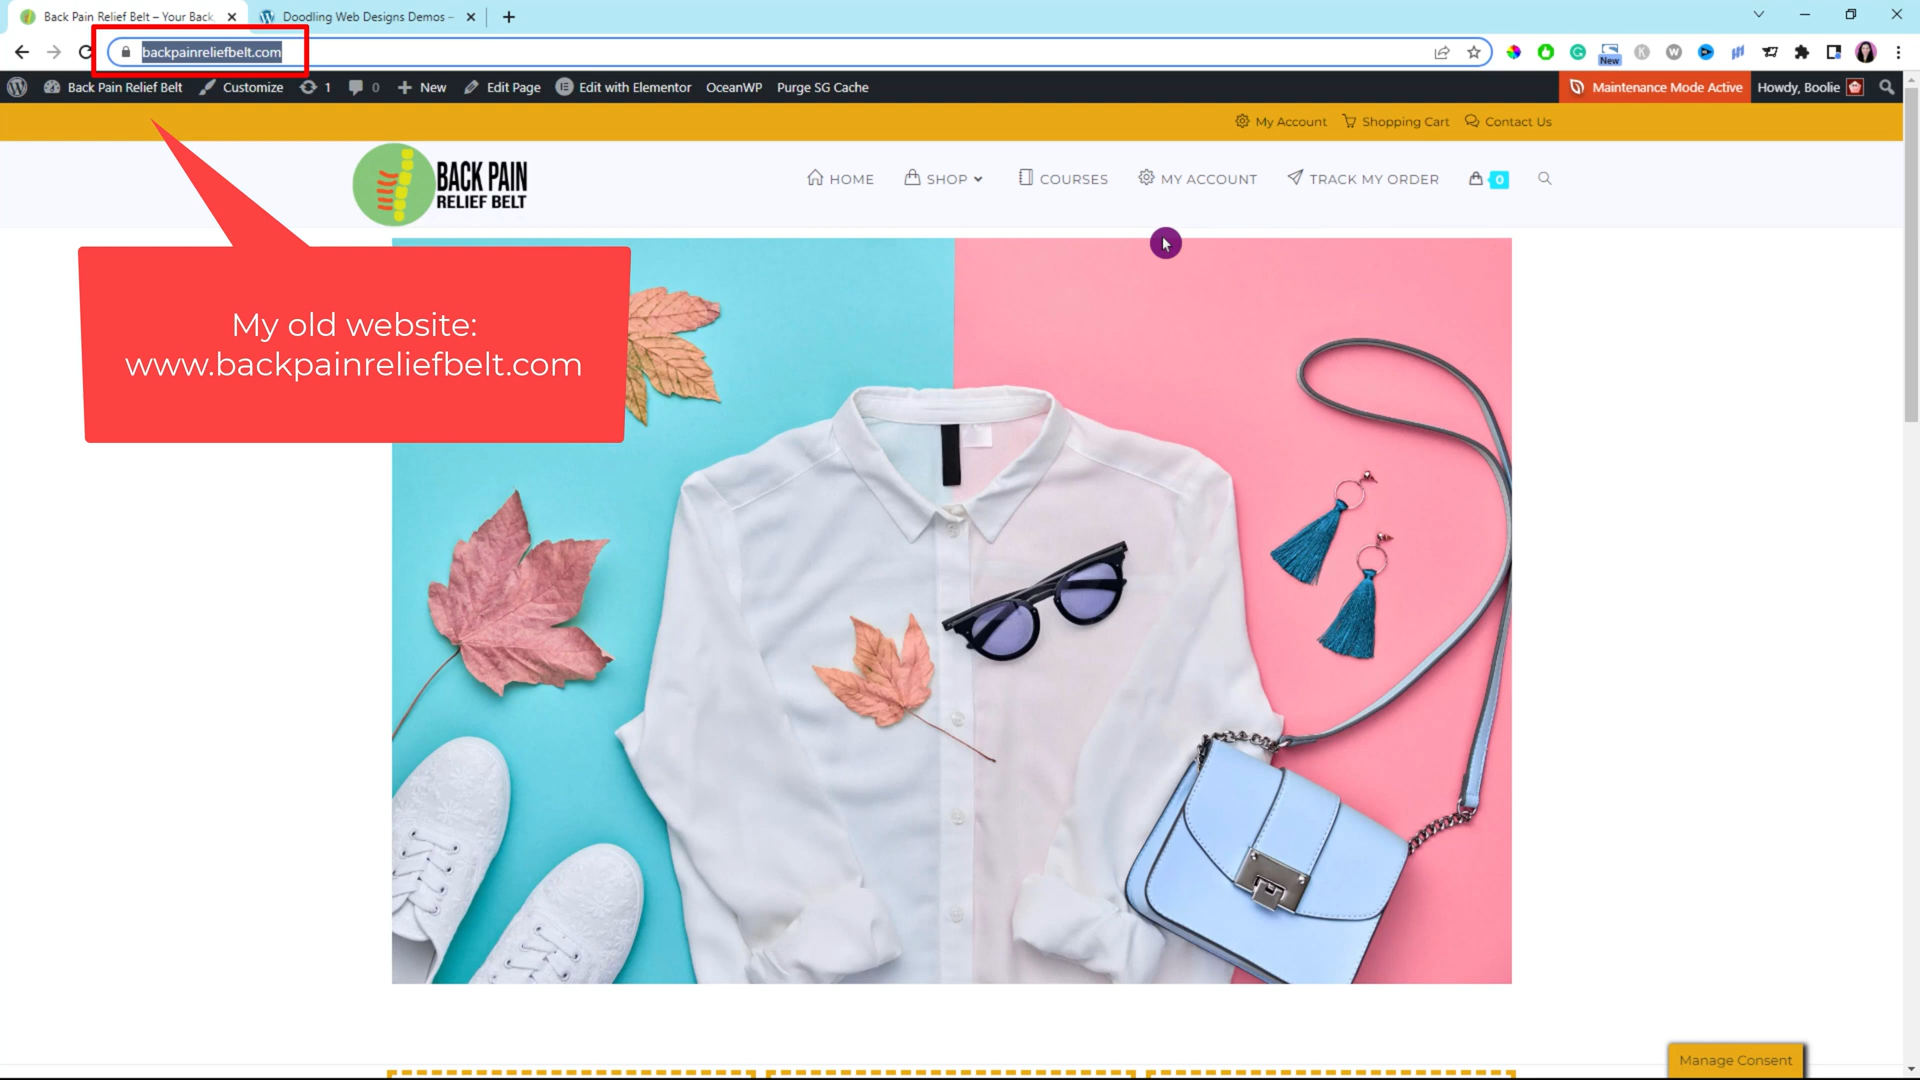 Back Pain Relief Belt – Your Back
Doodling Web Designs Demos –
backpainreliefbelt.com
New
Back Pain Relief Belt
Customize
1
0
New
Edit Page
Edit with Elementor
OceanWP
Purge SG Cache
Maintenance Mode Active
Howdy, Boolie
My Account
Shopping Cart
Contact Us
BACK PAIN
RELIEF BELT
HOME
SHOP
COURSES
MY ACCOUNT
TRACK MY ORDER
0
My old website:
www.backpainreliefbelt.com
Manage Consent